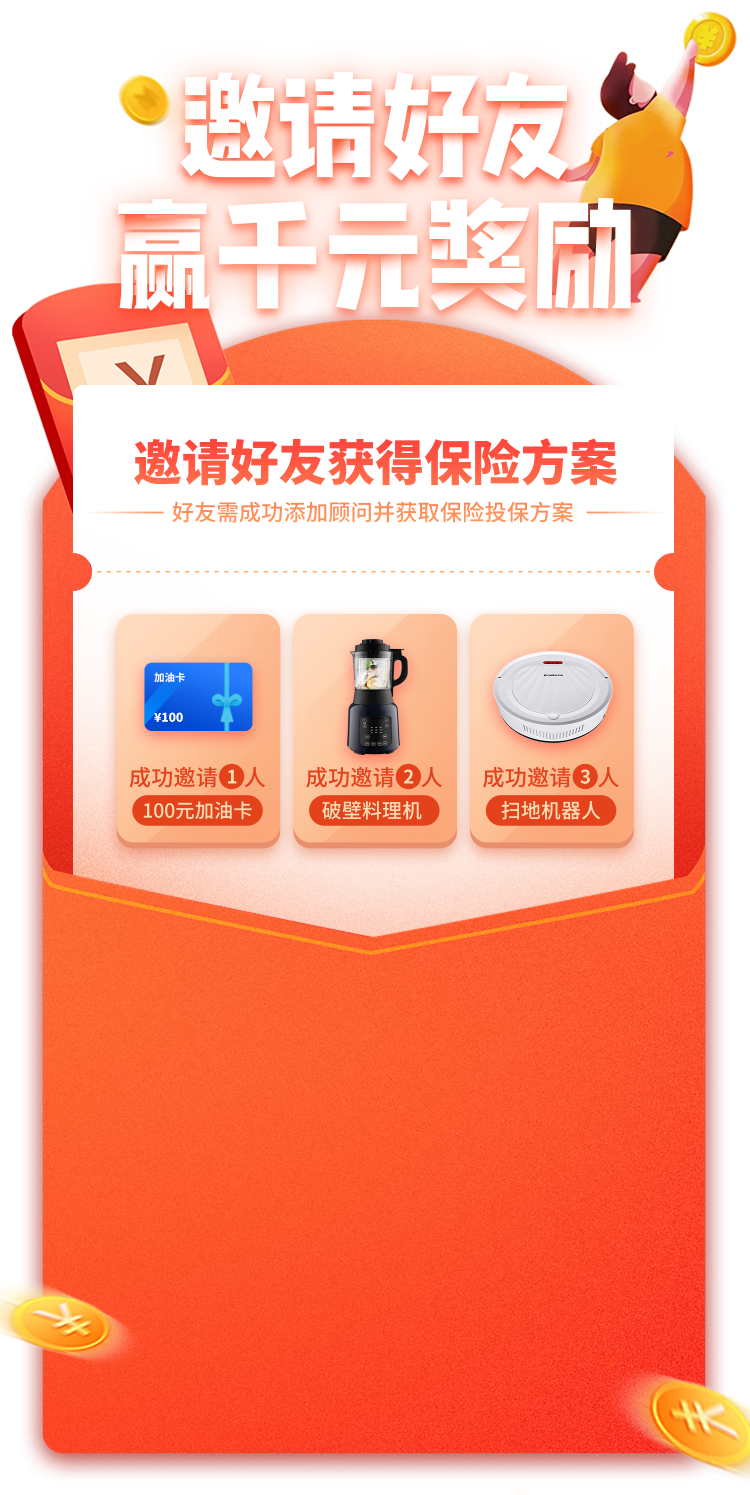 邀请好友
赢千元奖励
邀请好友获得保险方案
好友需成功添加顾问并获取保险投保方案
加油卡
¥100
成功邀请1人
100元加油卡
成功邀请2人
破壁料理机
成功邀请3人
扫地机器人